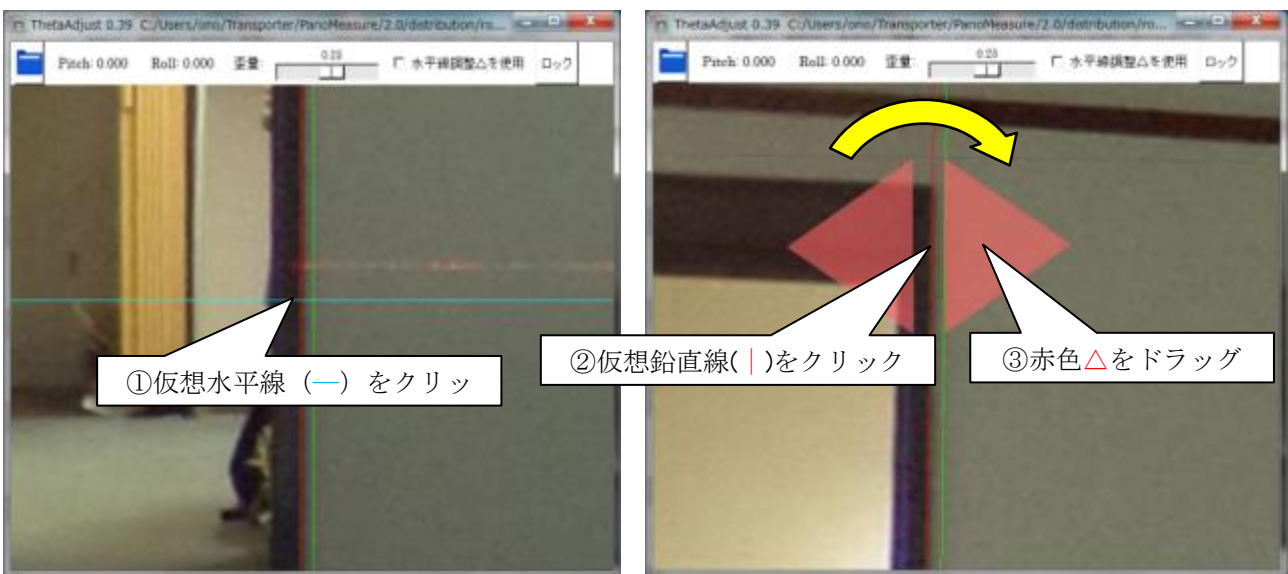 ThetaAdjust 0.39 C:/Users/ono/Transporter/PanoMeasure/2.0/distribution/ro...
Pitch: 0.000 Roll: 0.000 歪量: 0.23 水平線調整△を使用 ロック
①仮想水平線（―）をクリッ
ThetaAdjust 0.39 C:/Users/ono/Transporter/PanoMeasure/2.0/distribution/ro...
Pitch: 0.000 Roll: 0.000 歪量: 0.23 水平線調整△を使用 ロック
②仮想鉛直線(｜)をクリック
③赤色△をドラッグ